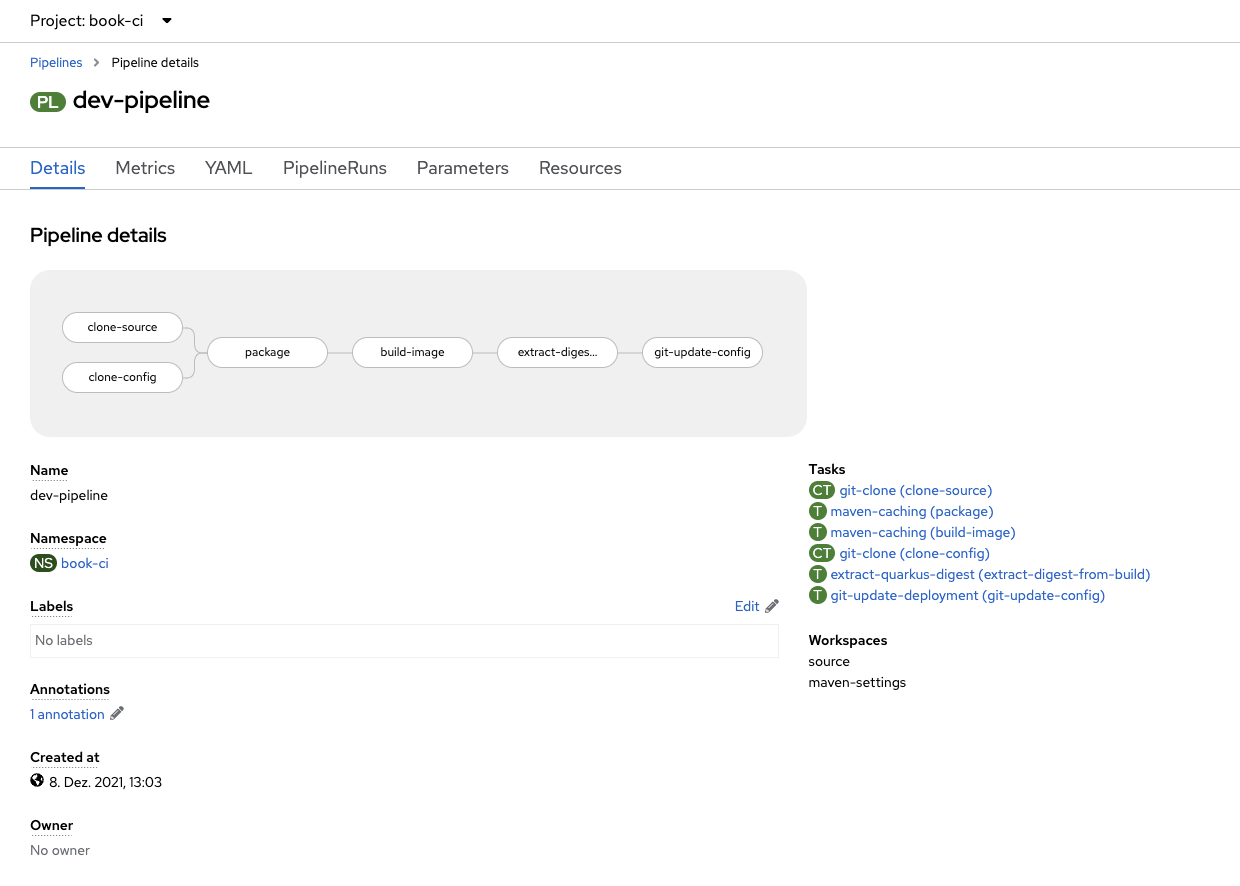 Project: book-ci
Pipelines > Pipeline details
PL dev-pipeline
Details Metrics YAML PipelineRuns Parameters Resources
Pipeline details
clone-source
clone-config
package
build-image
extract-diges...
git-update-config
Name
dev-pipeline
Namespace
NS book-ci
Labels Edit
No labels
Annotations
1 annotation
Created at
8. Dez. 2021, 13:03
Owner
No owner
Tasks
CT git-clone (clone-source)
T maven-caching (package)
T maven-caching (build-image)
CT git-clone (clone-config)
T extract-quarkus-digest (extract-digest-from-build)
T git-update-deployment (git-update-config)
Workspaces
source
maven-settings